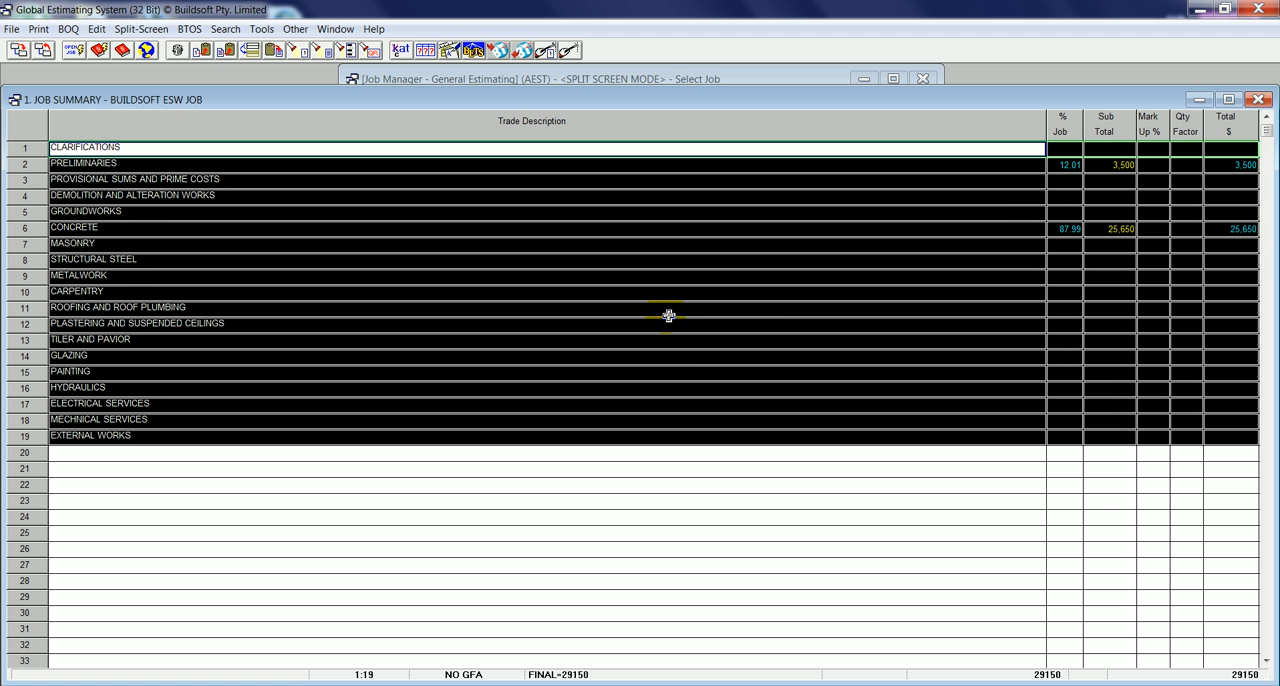 Global Estimating System (32 Bit) © Buildsoft Pty. Limited
File Print BOQ Edit Split-Screen BTOS Search Tools Other Window Help
[Job Manager - General Estimating] (AEST) - <SPLIT SCREEN MODE> - Select Job
1. JOB SUMMARY - BUILDSOFT ESW JOB
Trade Description % Job Sub Total Mark Up % Qty Factor Total $
1 CLARIFICATIONS
2 PRELIMINARIES 12.01 3,500 3,500
3 PROVISIONAL SUMS AND PRIME COSTS
4 DEMOLITION AND ALTERATION WORKS
5 GROUNDWORKS
6 CONCRETE 87.99 25,650 25,650
7 MASONRY
8 STRUCTURAL STEEL
9 METALWORK
10 CARPENTRY
11 ROOFING AND ROOF PLUMBING
12 PLASTERING AND SUSPENDED CEILINGS
13 TILER AND PAVIOR
14 GLAZING
15 PAINTING
16 HYDRAULICS
17 ELECTRICAL SERVICES
18 MECHNICAL SERVICES
19 EXTERNAL WORKS
20
21
22
23
24
25
26
27
28
29
30
31
32
33
1:19 NO GFA FINAL=29150 29150 29150